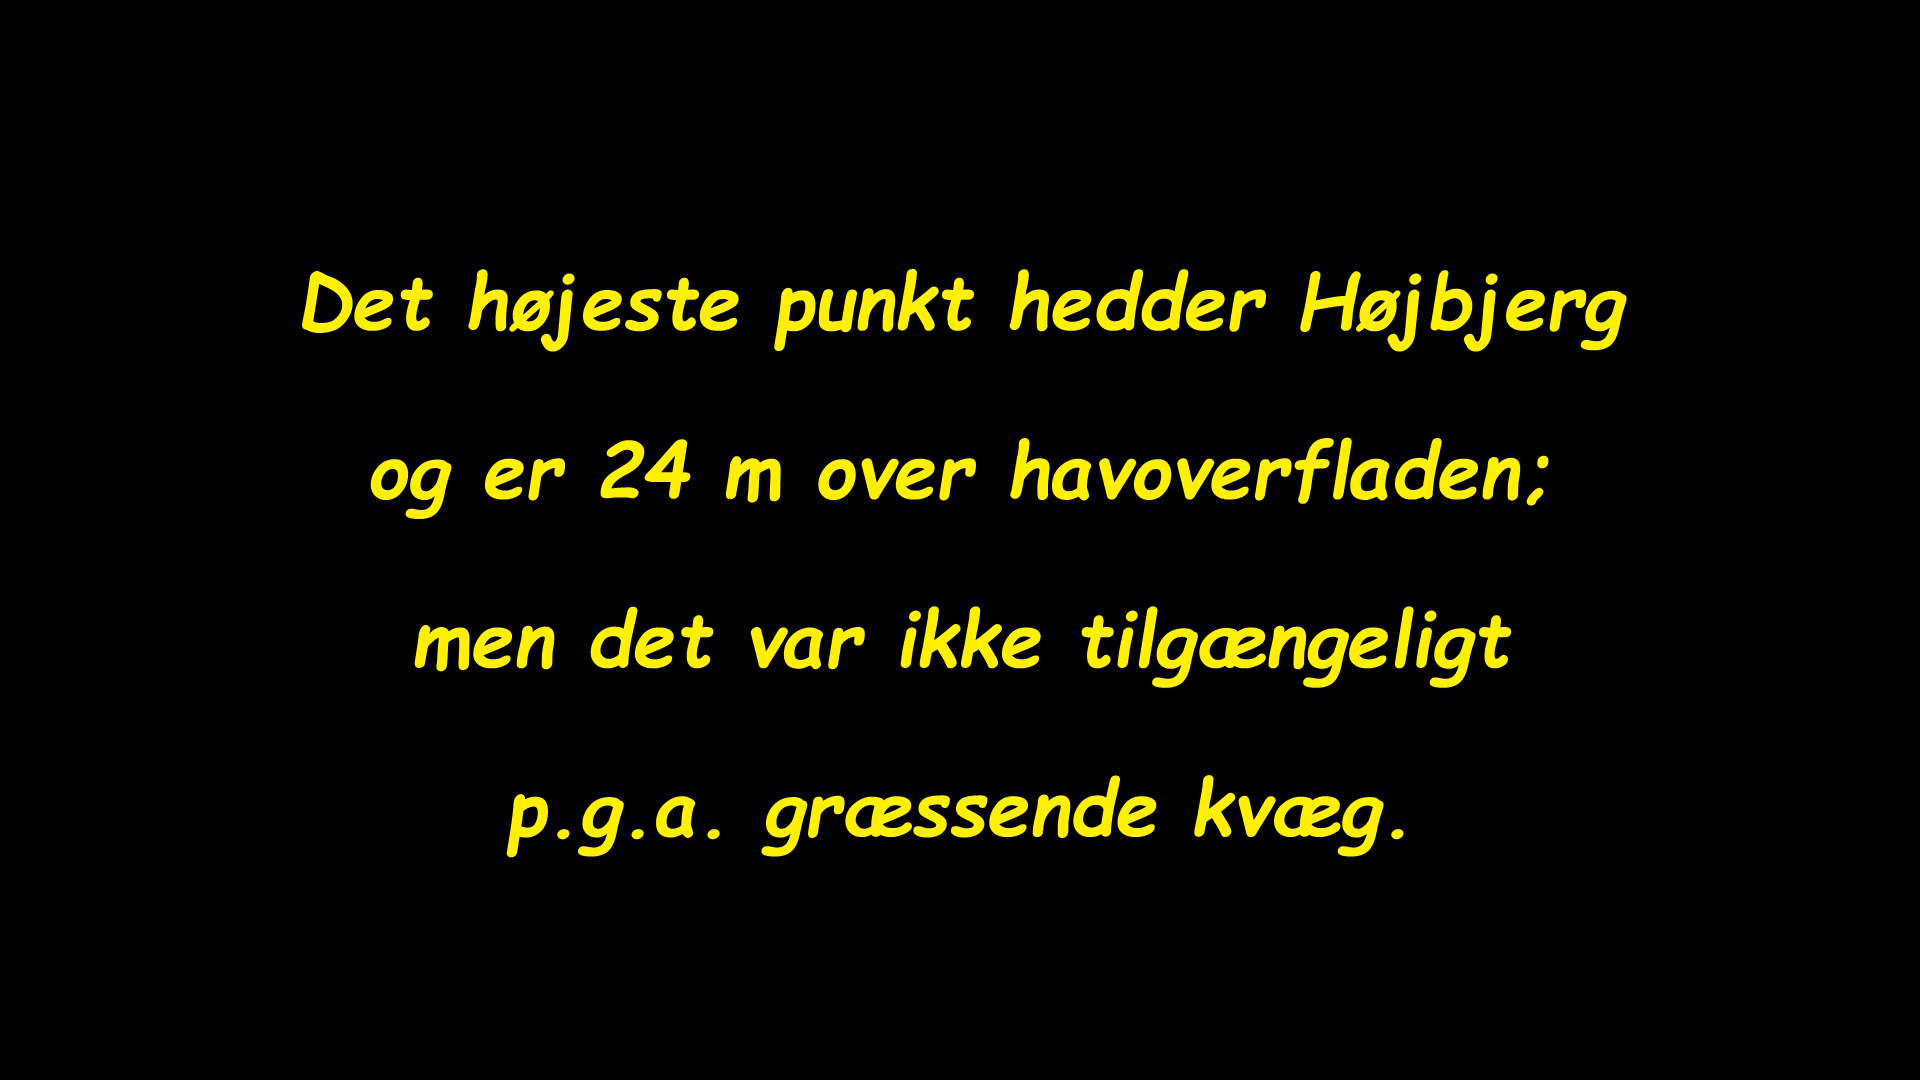 Det højeste punkt hedder Højbjerg
og er 24 m over havoverfladen;
men det var ikke tilgængeligt
p.g.a. græssende kvæg.